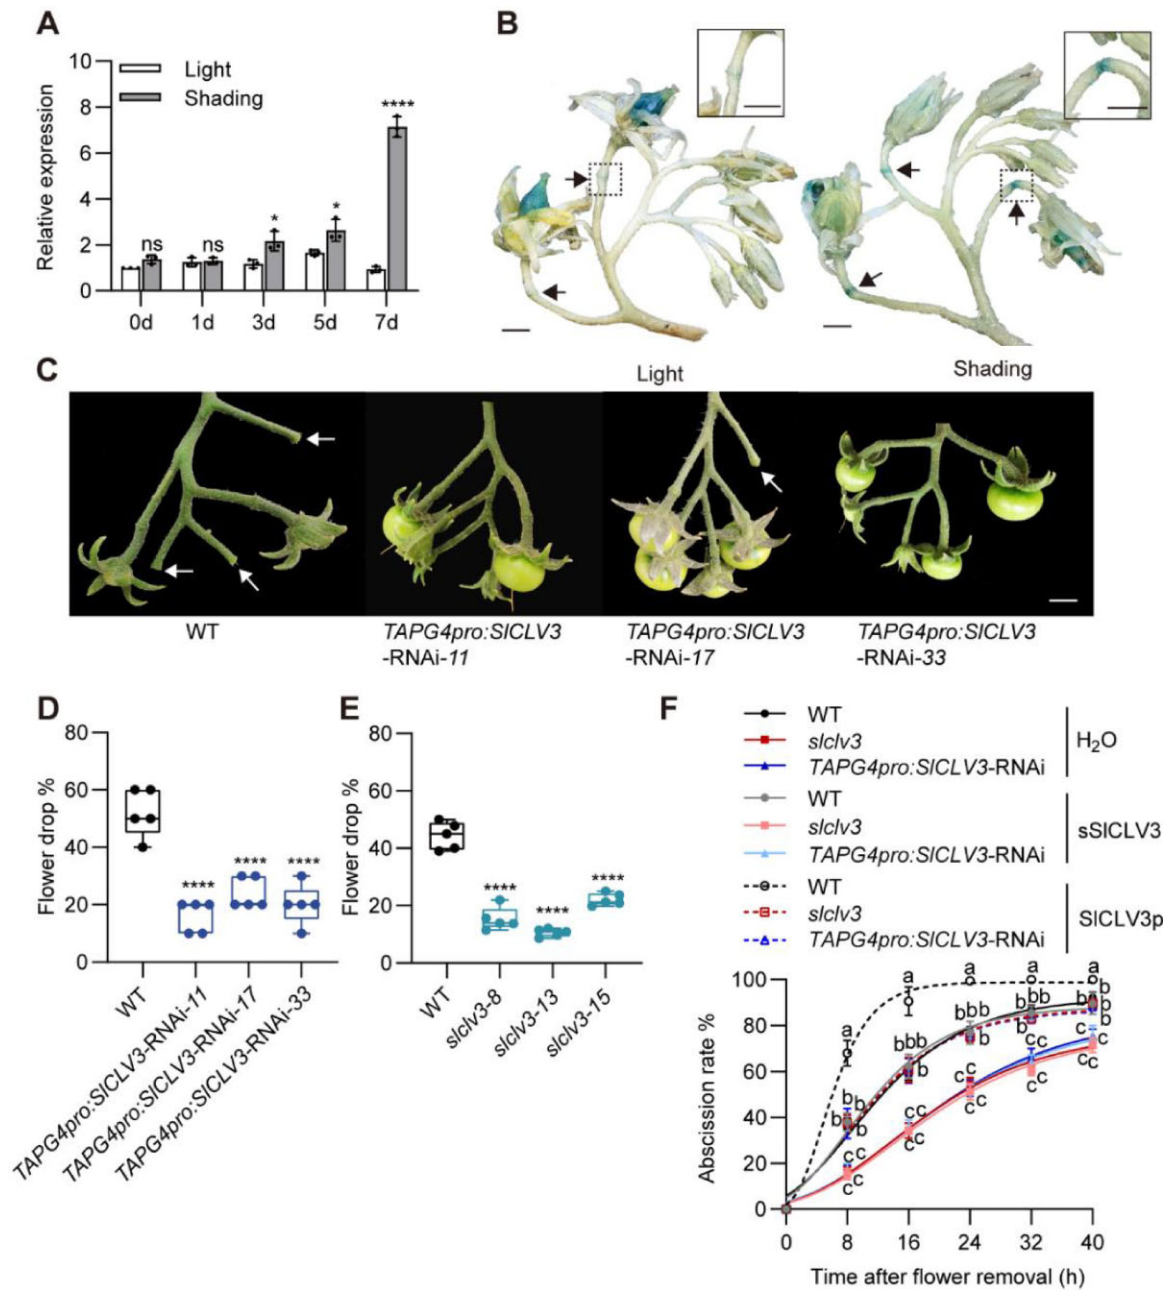 A
Relative expression
10
8
6
4
2
0
Light
Shading
ns
ns
*
*
****
0d
1d
3d
5d
7d
B
Light
Shading
C
WT
TAPG4pro:SlCLV3
-RNAi-11
TAPG4pro:SlCLV3
-RNAi-17
TAPG4pro:SlCLV3
-RNAi-33
D
Flower drop %
80
60
40
20
0
****
****
****
WT
TAPG4pro:SlCLV3-RNAi-11
TAPG4pro:SlCLV3-RNAi-17
TAPG4pro:SlCLV3-RNAi-33
E
Flower drop %
80
60
40
20
0
****
****
****
WT
slclv3-8
slclv3-13
slclv3-15
F
WT
slclv3
TAPG4pro:SlCLV3-RNAi
H2O
WT
slclv3
TAPG4pro:SlCLV3-RNAi
sSlCLV3
WT
slclv3
TAPG4pro:SlCLV3-RNAi
SlCLV3p
Abscission rate %
100
80
60
40
20
0
a
a
a
a
a
b b
b b
c c
c
c
bbb
b
c c
c c
bbb
b
c c
c c
bbb
b
c c
c c
bb b
b
c c
c c
0
8
16
24
32
40
Time after flower removal (h)